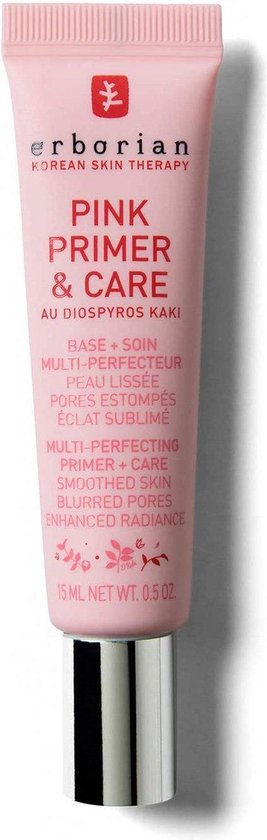 erborian
KOREAN SKIN THERAPY
PINK
PRIMER
& CARE
AU DIOSPYROS KAKI
BASE + SOIN
MULTI-PERFECTEUR
PEAU LISSÉE
PORES ESTOMPÉS
ÉCLAT SUBLIMÉ
MULTI-PERFECTING
PRIMER + CARE
SMOOTHED SKIN
BLURRED PORES
ENHANCED RADIANCE
15 ML NET WT. 0.5 OZ.